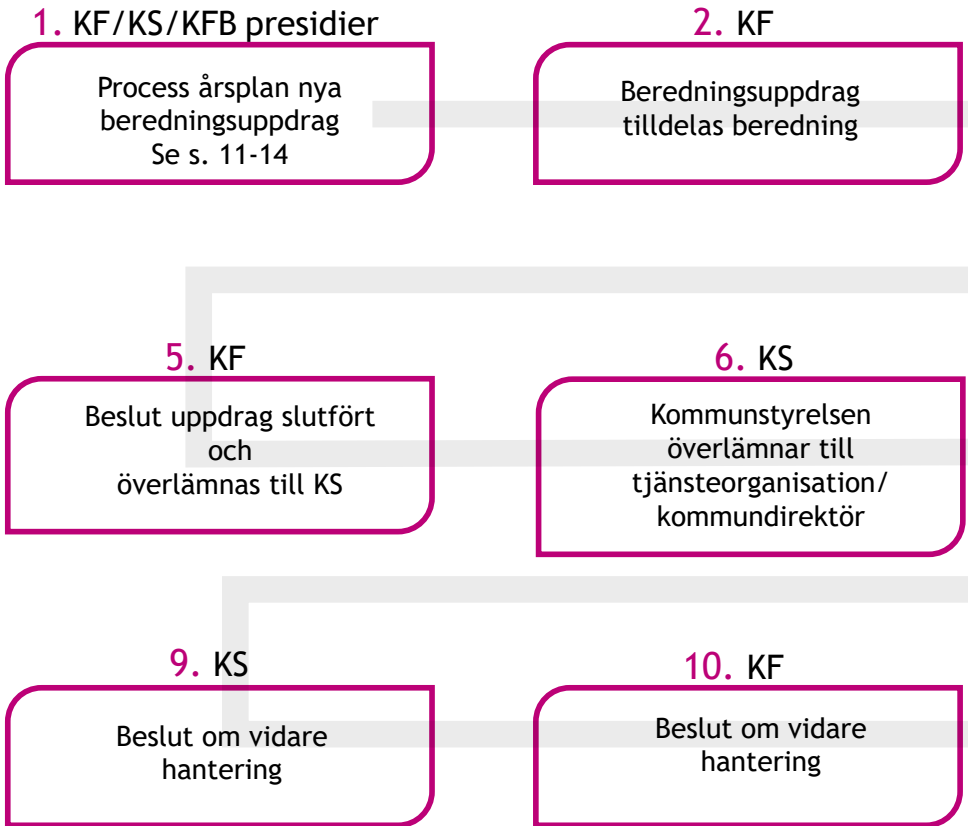 1. KF/KS/KFB presidier
Process årsplan nya
beredningsuppdrag
Se s. 11-14
2. KF
Beredningsuppdrag
tilldelas beredning
5. KF
Beslut uppdrag slutfört
och
överlämnas till KS
6. KS
Kommunstyrelsen
överlämnar till
tjänsteorganisation/
kommundirektör
9. KS
Beslut om vidare
hantering
10. KF
Beslut om vidare
hantering